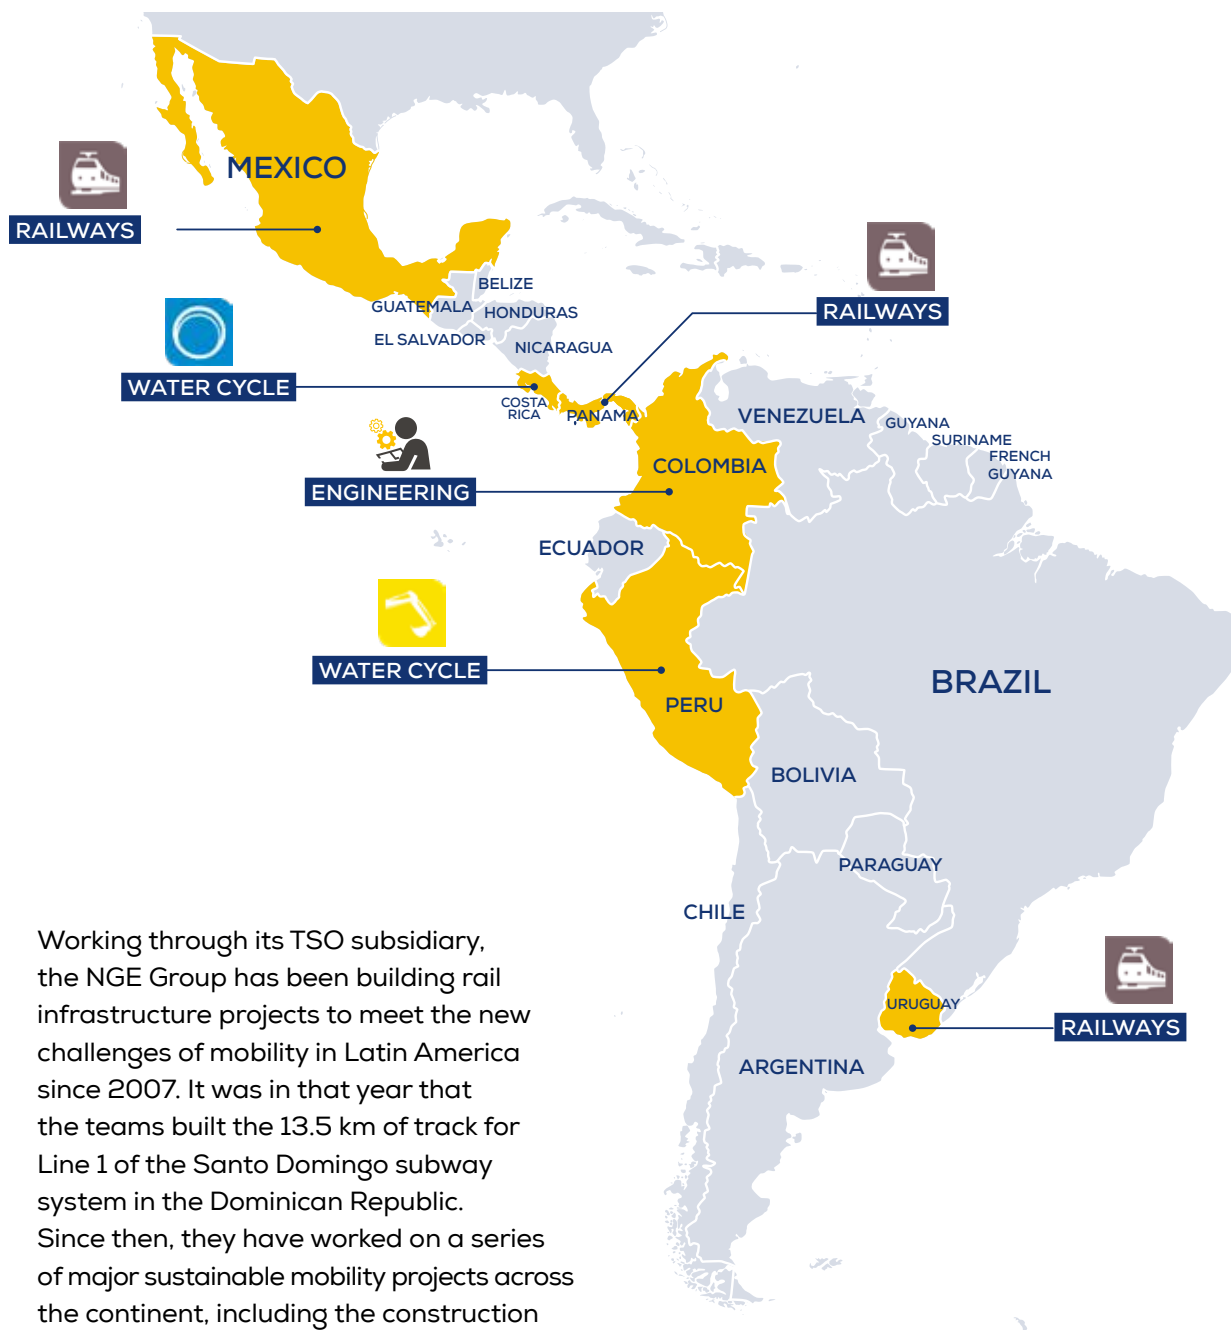 MEXICO
RAILWAYS
BELIZE
GUATEMALA
HONDURAS
RAILWAYS
EL SALVADOR
NICARAGUA
WATER CYCLE
COSTA
RICA
PANAMA
VENEZUELA
GUYANA
SURINAME
FRENCH
GUYANA
COLOMBIA
ENGINEERING
ECUADOR
WATER CYCLE
BRAZIL
PERU
BOLIVIA
PARAGUAY
CHILE
URUGUAY
RAILWAYS
ARGENTINA
Working through its TSO subsidiary,
the NGE Group has been building rail
infrastructure projects to meet the new
challenges of mobility in Latin America
since 2007. It was in that year that
the teams built the 13.5 km of track for
Line 1 of the Santo Domingo subway
system in the Dominican Republic.
Since then, they have worked on a series
of major sustainable mobility projects across
the continent, including the construction